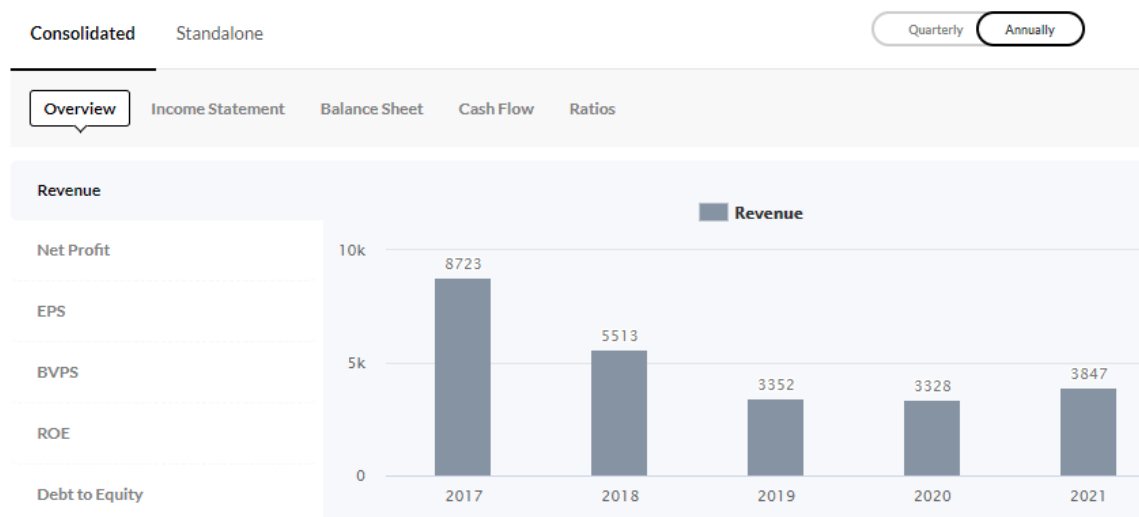 Consolidated Standalone Quarterly Annually
Overview Income Statement Balance Sheet Cash Flow Ratios
Revenue
Net Profit
EPS
BVPS
ROE
Debt to Equity
Revenue
10k
5k
0
8723
5513
3352
3328
3847
2017 2018 2019 2020 2021